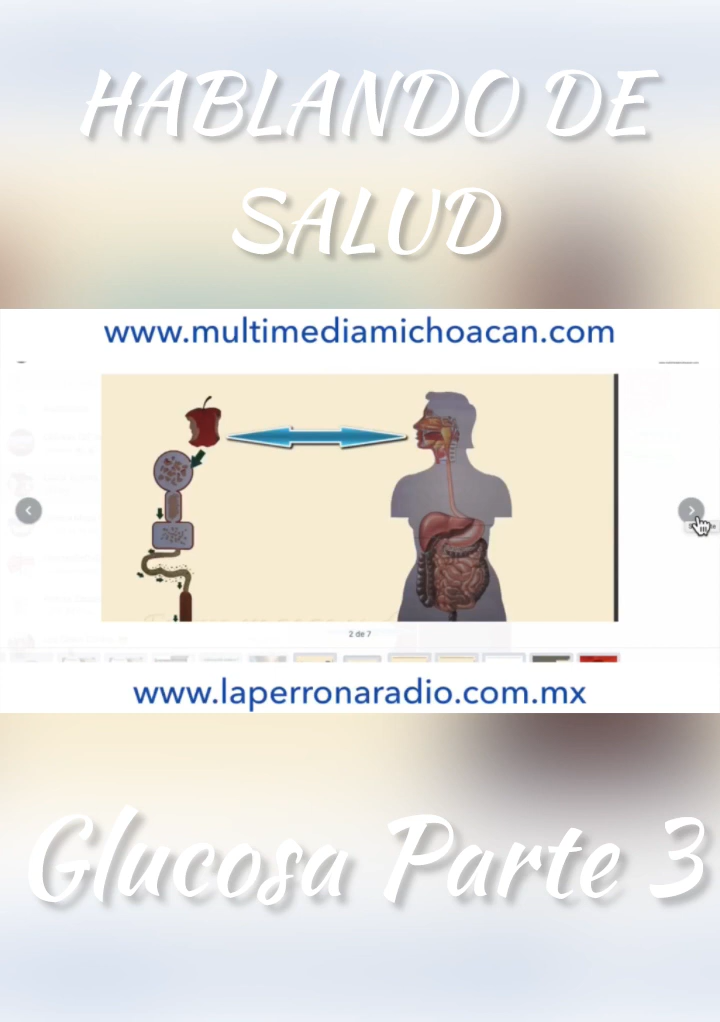 HABLANDO DE
SALUD
www.multimediamichoacan.com
2 de 7
www.laperronaradio.com.mx
Glucosa Parte 3